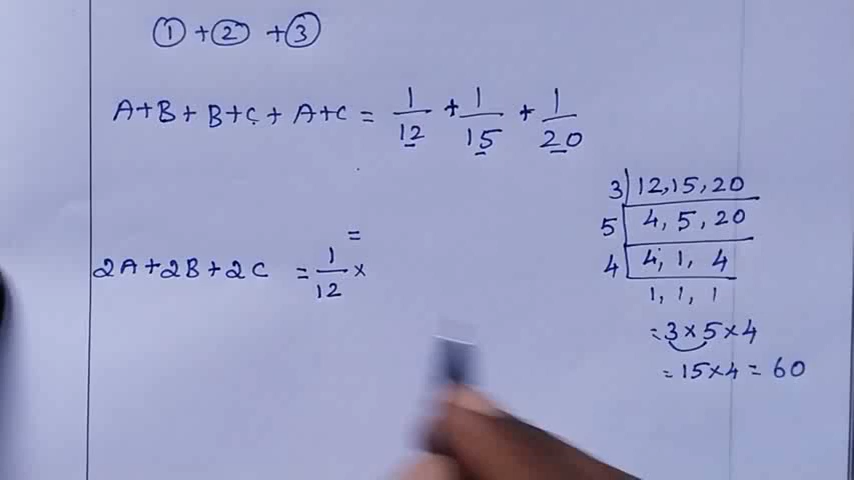 ① + ② + ③
A+B + B+C + A+C = 1/12 + 1/15 + 1/20
=
2A+2B+2C = 1/12 ×
3 | 12, 15, 20
5 | 4, 5, 20
4 | 4, 1, 4
1, 1, 1
= 3 × 5 × 4
= 15 × 4 = 60